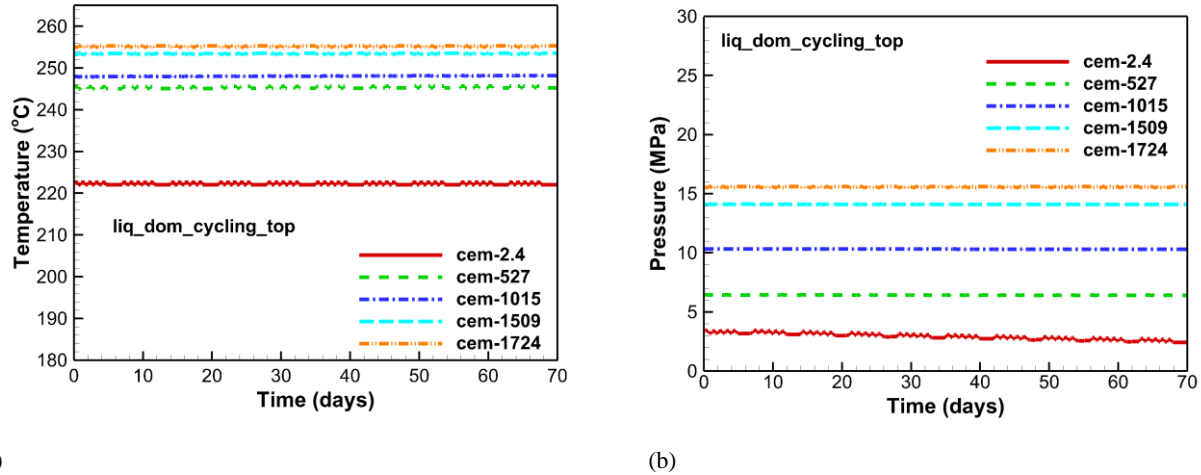 260
250
240
230
220
210
200
190
180
Temperature (°C)
liq_dom_cycling_top
cem-2.4
cem-527
cem-1015
cem-1509
cem-1724
0 10 20 30 40 50 60 70
Time (days)
)
30
25
20
15
10
5
0
Pressure (MPa)
liq_dom_cycling_top
cem-2.4
cem-527
cem-1015
cem-1509
cem-1724
0 10 20 30 40 50 60 70
Time (days)
(b)